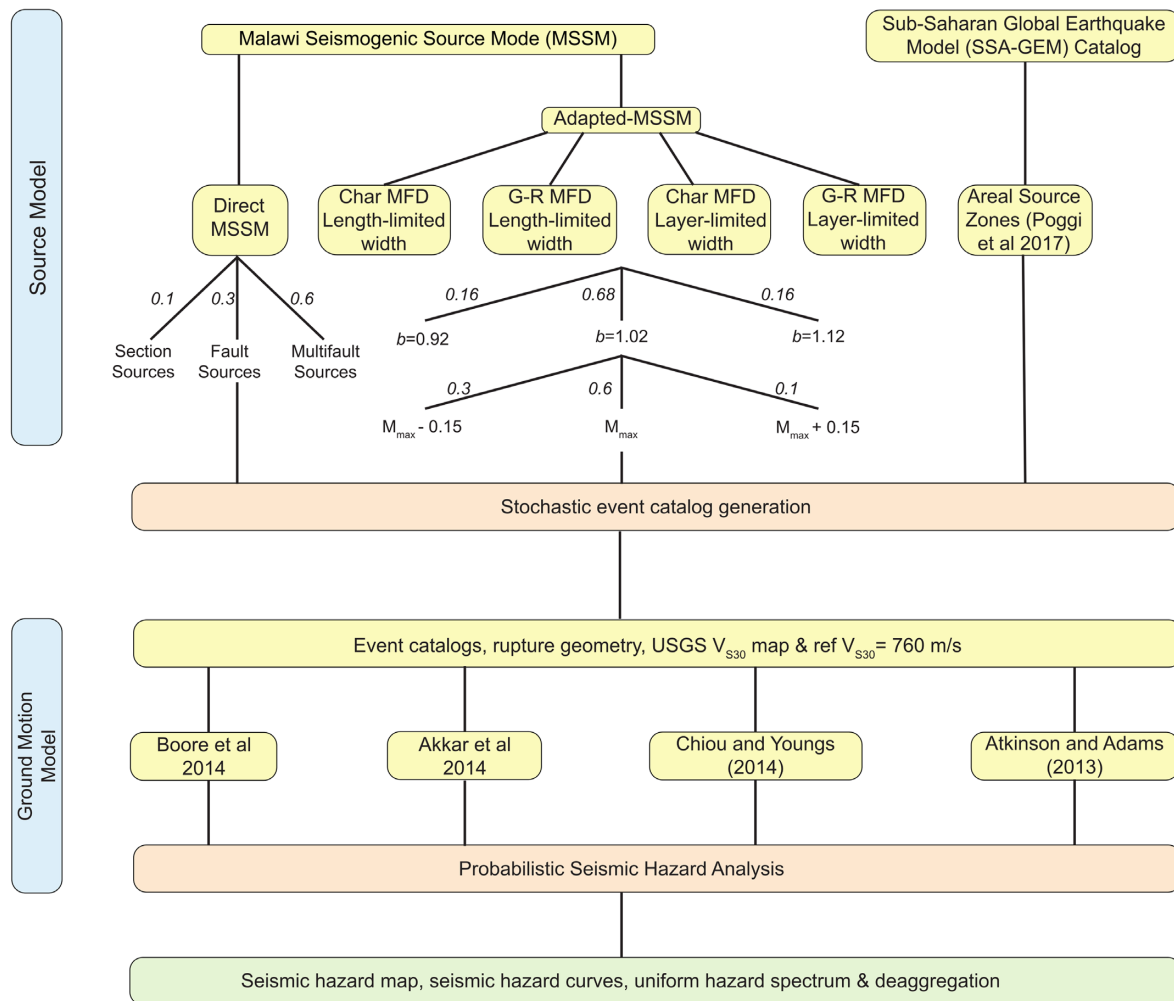 Source Model
Malawi Seismogenic Source Mode (MSSM)
Sub-Saharan Global Earthquake
Model (SSA-GEM) Catalog
Adapted-MSSM
Direct
MSSM
Char MFD
Length-limited
width
G-R MFD
Length-limited
width
Char MFD
Layer-limited
width
G-R MFD
Layer-limited
width
Areal Source
Zones (Poggi
et al 2017)
0.1
0.3
0.6
Section
Sources
Fault
Sources
Multifault
Sources
0.16
0.68
0.16
b=0.92
b=1.02
b=1.12
0.3
0.6
0.1
Mmax - 0.15
Mmax
Mmax + 0.15
Stochastic event catalog generation
Ground Motion
Model
Event catalogs, rupture geometry, USGS VS30 map & ref VS30= 760 m/s
Boore et al
2014
Akkar et al
2014
Chiou and Youngs
(2014)
Atkinson and Adams
(2013)
Probabilistic Seismic Hazard Analysis
Seismic hazard map, seismic hazard curves, uniform hazard spectrum & deaggregation